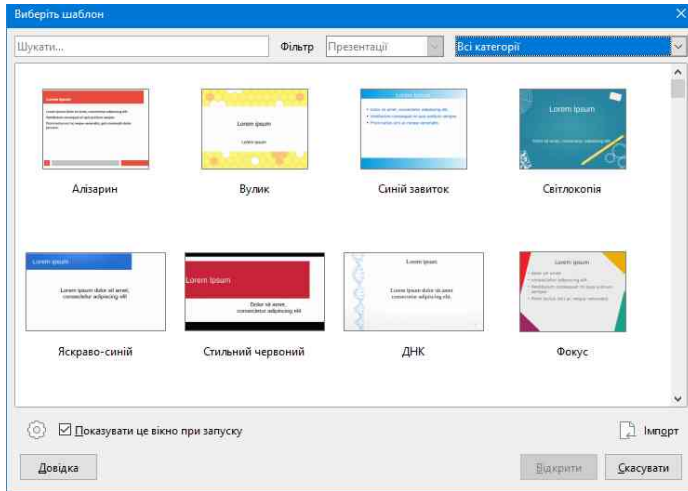 Виберіть шаблон
Шукати...
Фільтр
Презентації
Всі категорії
Lorem ipsum
Lorem ipsum
Lorem ipsum
Lorem ipsum
Алізарин
Вулик
Синій завиток
Світлокопія
Lorem ipsum
Lorem ipsum dolor sit amet,
consectetur adipiscing elit
Lorem ipsum
Dolor sit amet,
consectetur adipiscing elit
Lorem ipsum
Lorem ipsum dolor sit amet
consectetur adipiscing elit.
Lorem ipsum
Яскраво-синій
Стильний червоний
ДНК
Фокус
Показувати це вікно при запуску
Імпорт
Довідка
Відкрити
Скасувати